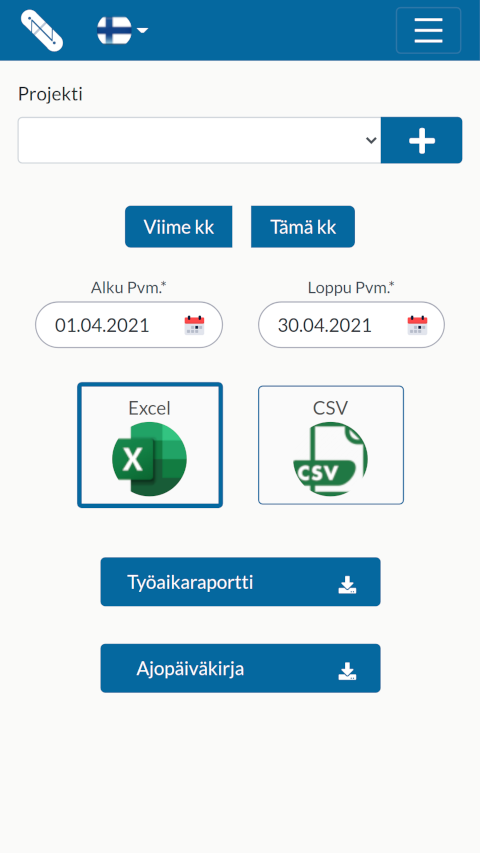 Projekti
Viime kk
Tämä kk
Alku Pvm.*
Loppu Pvm.*
01.04.2021
30.04.2021
Excel
CSV
X
CSV
Työaikaraportti
Ajopäiväkirja